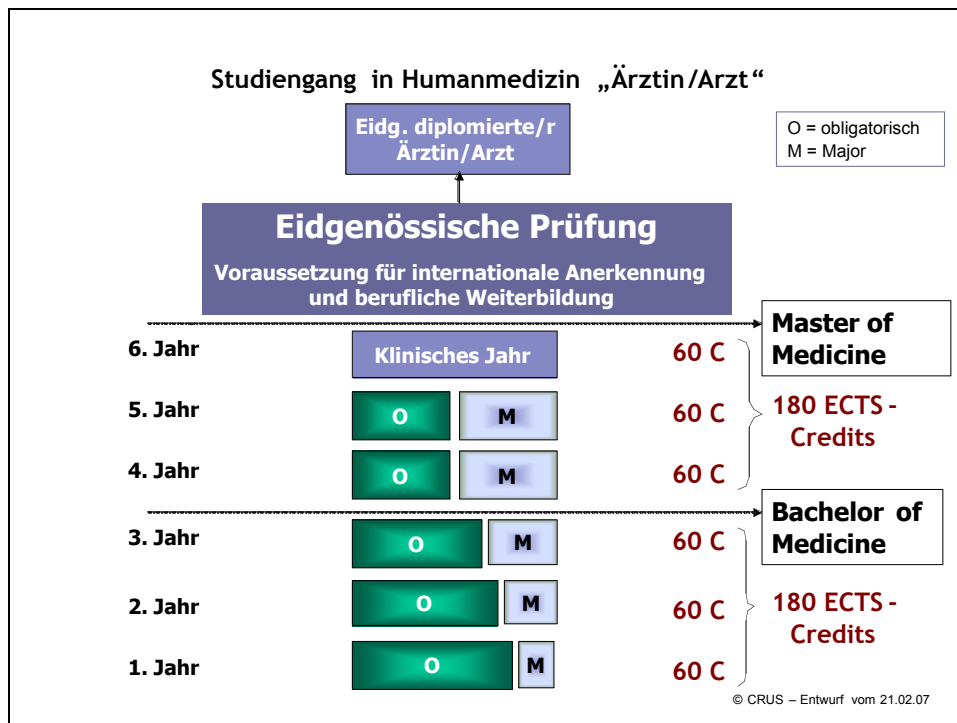 Studiengang in Humanmedizin „Ärztin/Arzt“
Eidg. diplomierte/r
Ärztin/Arzt
O = obligatorisch
M = Major
Eidgenössische Prüfung
Voraussetzung für internationale Anerkennung
und berufliche Weiterbildung
Master of
Medicine
6. Jahr
Klinisches Jahr
60 C
5. Jahr
O
M
60 C
180 ECTS -
Credits
4. Jahr
O
M
60 C
Bachelor of
Medicine
3. Jahr
O
M
60 C
2. Jahr
O
M
60 C
180 ECTS -
Credits
1. Jahr
O
M
60 C
© CRUS – Entwurf vom 21.02.07